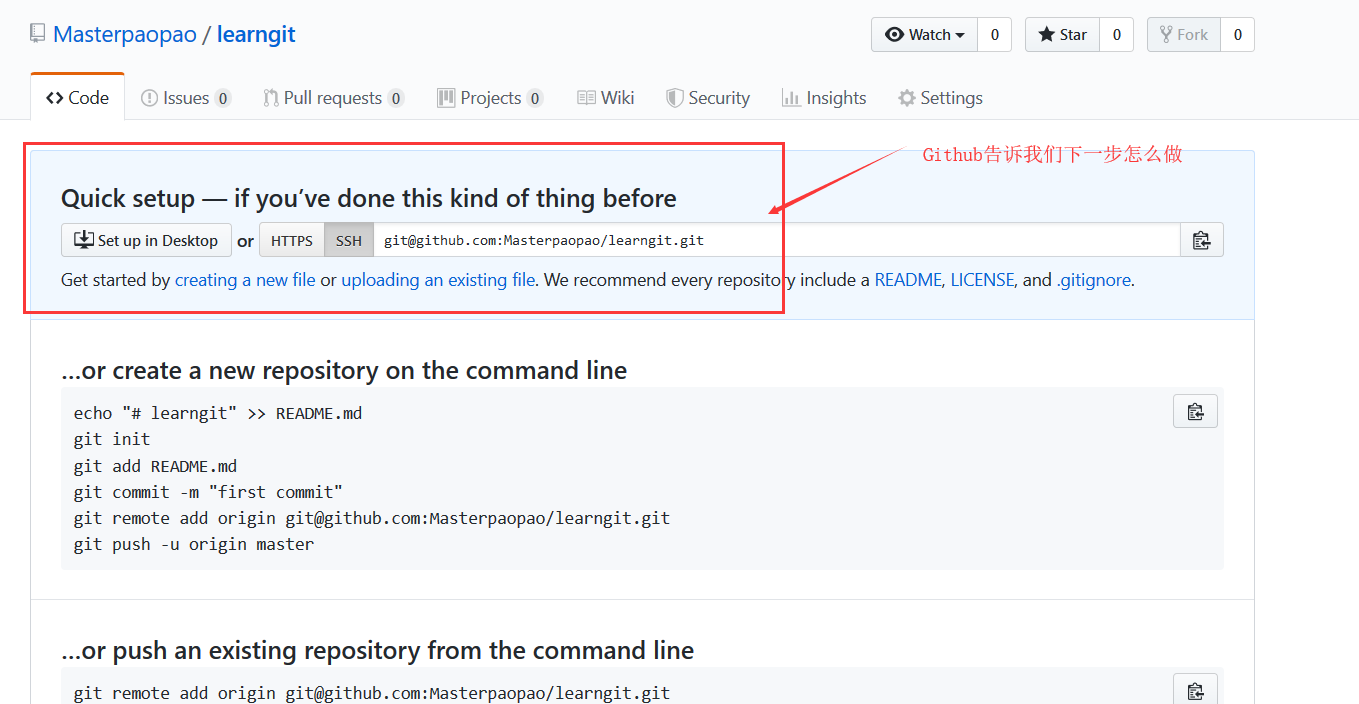 Masterpaopao / learngit
Watch 0 Star 0 Fork 0
Code Issues 0 Pull requests 0 Projects 0 Wiki Security Insights Settings
Github告诉我们下一步怎么做
Quick setup — if you’ve done this kind of thing before
Set up in Desktop or HTTPS SSH git@github.com:Masterpaopao/learngit.git
Get started by creating a new file or uploading an existing file. We recommend every repository include a README, LICENSE, and .gitignore.
…or create a new repository on the command line
echo "# learngit" >> README.md
git init
git add README.md
git commit -m "first commit"
git remote add origin git@github.com:Masterpaopao/learngit.git
git push -u origin master
…or push an existing repository from the command line
git remote add origin git@github.com:Masterpaopao/learngit.git